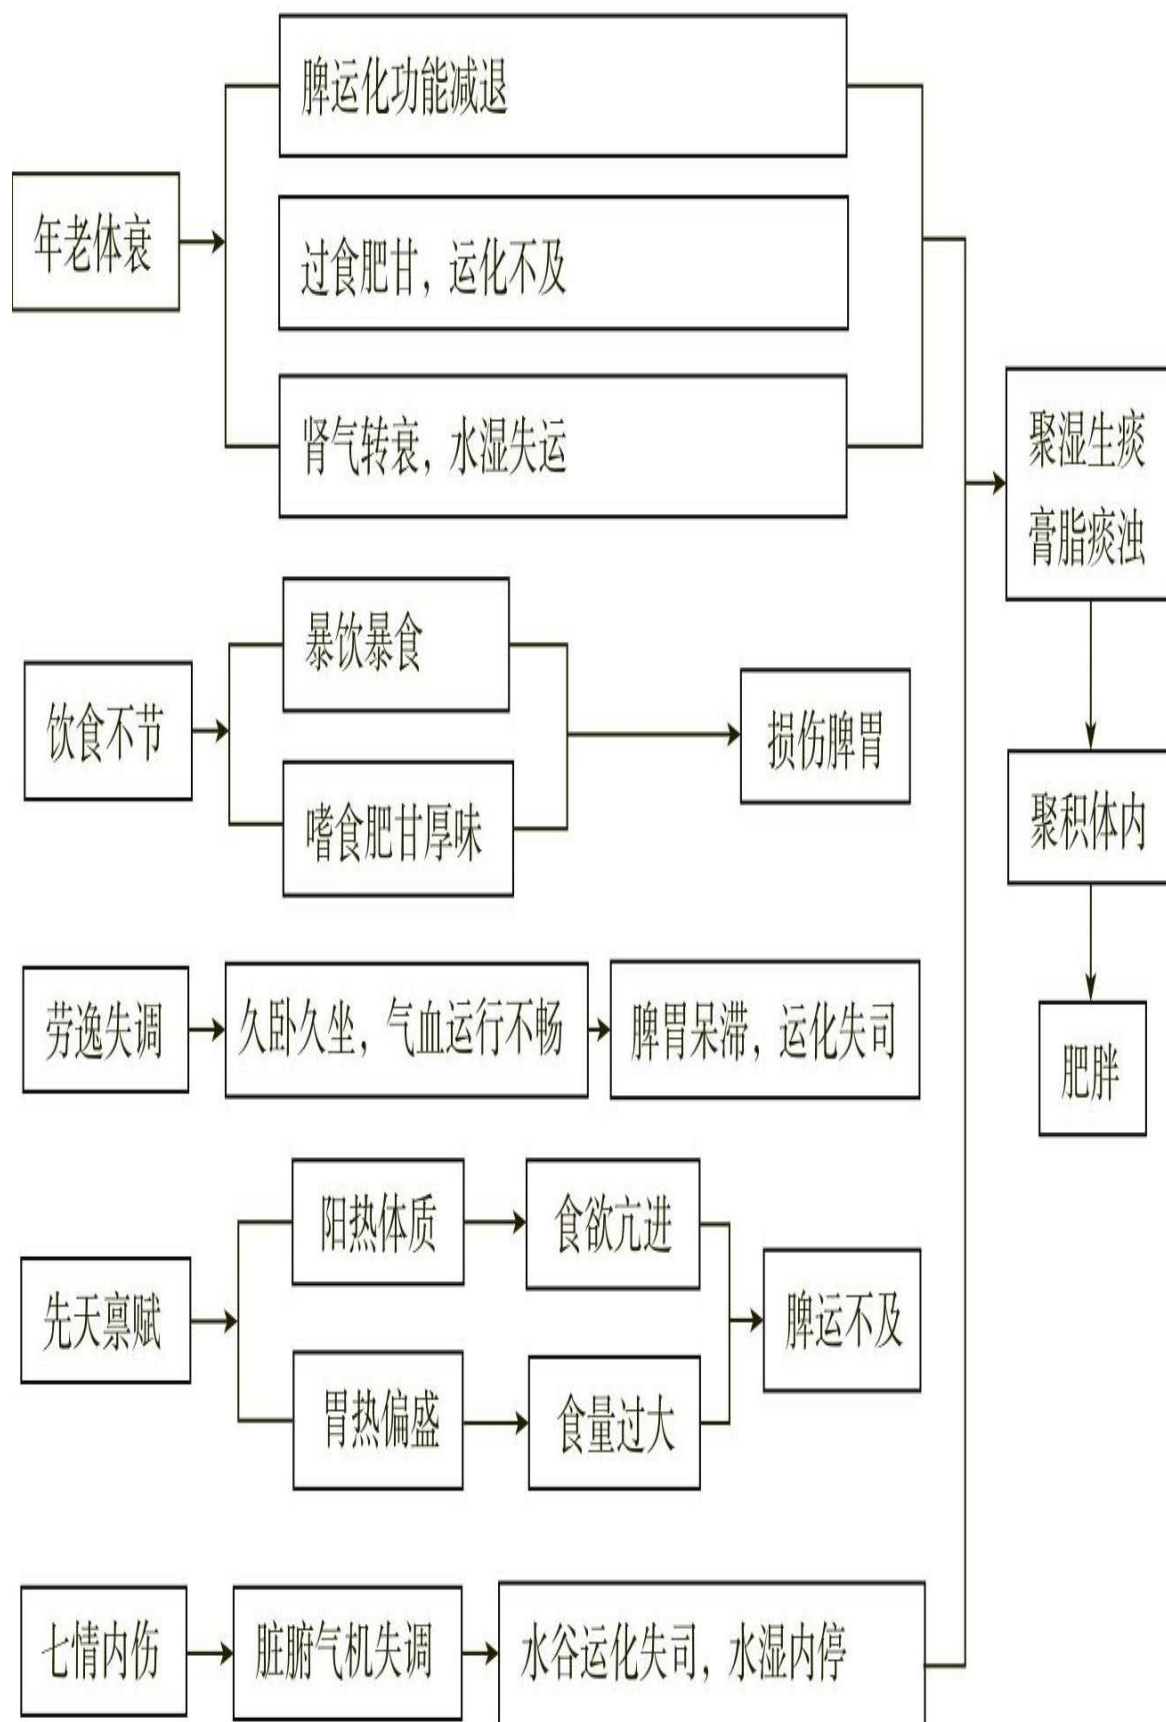 年老体衰
脾运化功能减退
过食肥甘，运化不及
肾气转衰，水湿失运
饮食不节
暴饮暴食
嗜食肥甘厚味
损伤脾胃
劳逸失调
久卧久坐，气血运行不畅
脾胃呆滞，运化失司
先天禀赋
阳热体质
食欲亢进
胃热偏盛
食量过大
脾运不及
七情内伤
脏腑气机失调
水谷运化失司，水湿内停
聚湿生痰
膏脂痰浊
聚积体内
肥胖